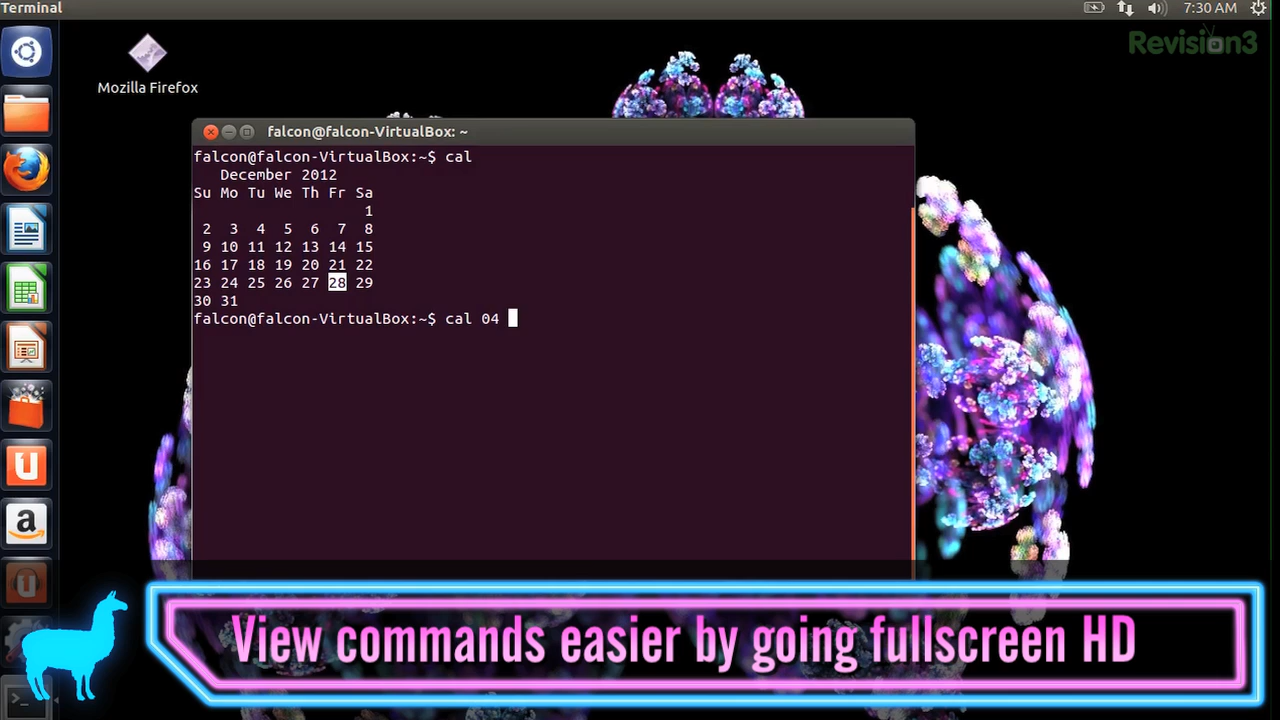 Terminal
7:30 AM
Revision3
Mozilla Firefox
falcon@falcon-VirtualBox: ~
falcon@falcon-VirtualBox:~$ cal
December 2012
Su Mo Tu We Th Fr Sa
1
2 3 4 5 6 7 8
9 10 11 12 13 14 15
16 17 18 19 20 21 22
23 24 25 26 27 28 29
30 31
falcon@falcon-VirtualBox:~$ cal 04
View commands easier by going fullscreen HD